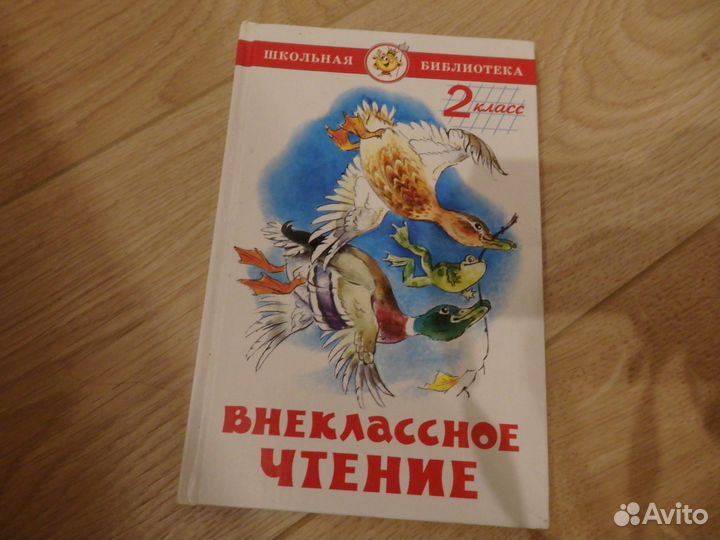 ШКОЛЬНАЯ БИБЛИОТЕКА
2 класс
ВНЕКЛАССНОЕ
ЧТЕНИЕ
Avito